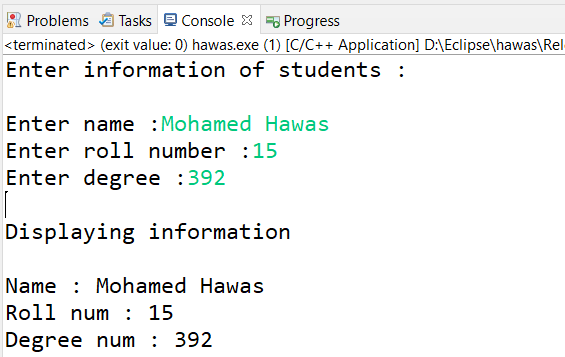 Problems Tasks Console Progress
<terminated> (exit value: 0) hawas.exe (1) [C/C++ Application] D:\Eclipse\hawas\Rel
Enter information of students :
Enter name :Mohamed Hawas
Enter roll number :15
Enter degree :392
Displaying information
Name : Mohamed Hawas
Roll num : 15
Degree num : 392